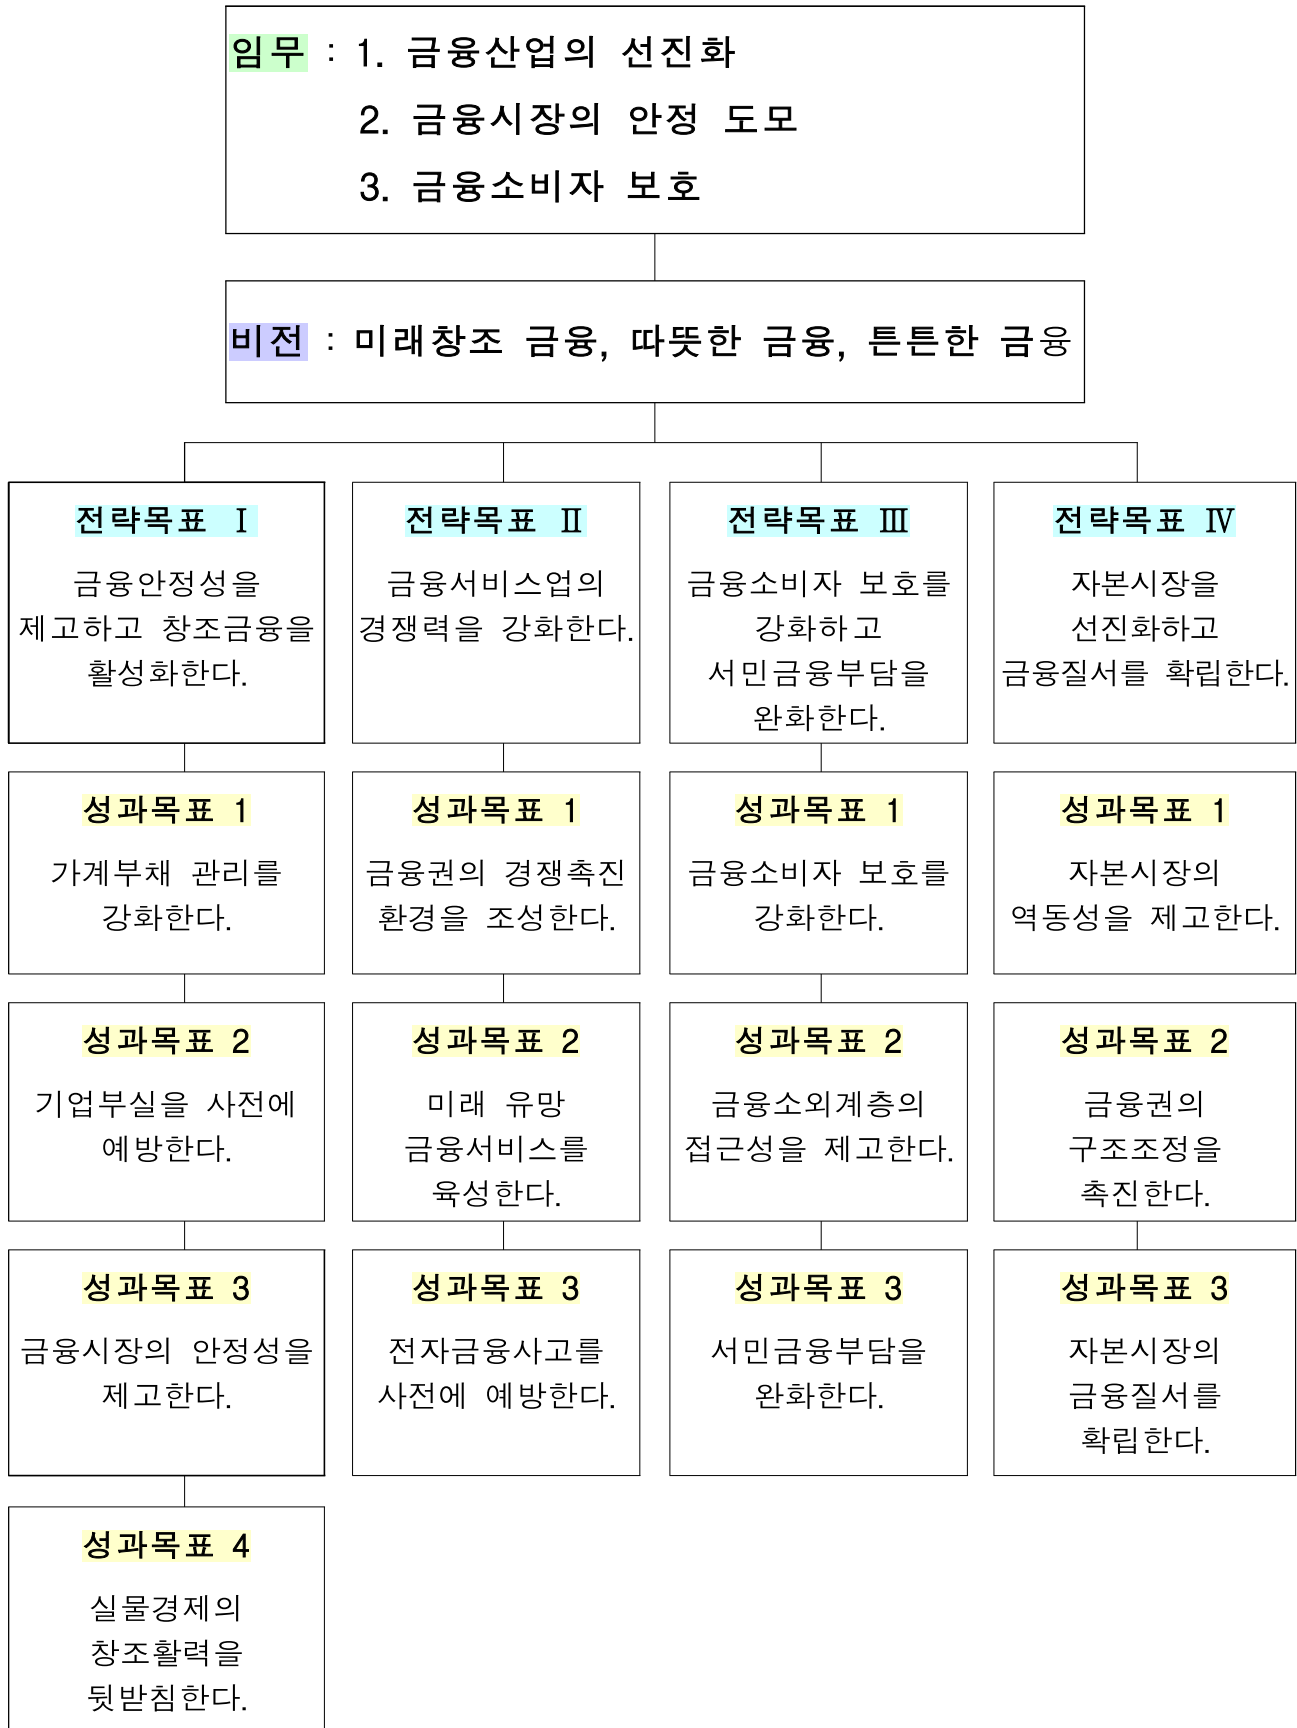 임무 : 1. 금융산업의 선진화
2. 금융시장의 안정 도모
3. 금융소비자 보호
비전 : 미래창조 금융, 따뜻한 금융, 튼튼한 금융
전략목표 Ⅰ
금융안정성을
제고하고 창조금융을
활성화한다.
전략목표 Ⅱ
금융서비스업의
경쟁력을 강화한다.
전략목표 Ⅲ
금융소비자 보호를
강화하고
서민금융부담을
완화한다.
전략목표 Ⅳ
자본시장을
선진화하고
금융질서를 확립한다.
성과목표 1
가계부채 관리를
강화한다.
성과목표 1
금융권의 경쟁촉진
환경을 조성한다.
성과목표 1
금융소비자 보호를
강화한다.
성과목표 1
자본시장의
역동성을 제고한다.
성과목표 2
기업부실을 사전에
예방한다.
성과목표 2
미래 유망
금융서비스를
육성한다.
성과목표 2
금융소외계층의
접근성을 제고한다.
성과목표 2
금융권의
구조조정을
촉진한다.
성과목표 3
금융시장의 안정성을
제고한다.
성과목표 3
전자금융사고를
사전에 예방한다.
성과목표 3
서민금융부담을
완화한다.
성과목표 3
자본시장의
금융질서를
확립한다.
성과목표 4
실물경제의
창조활력을
뒷받침한다.